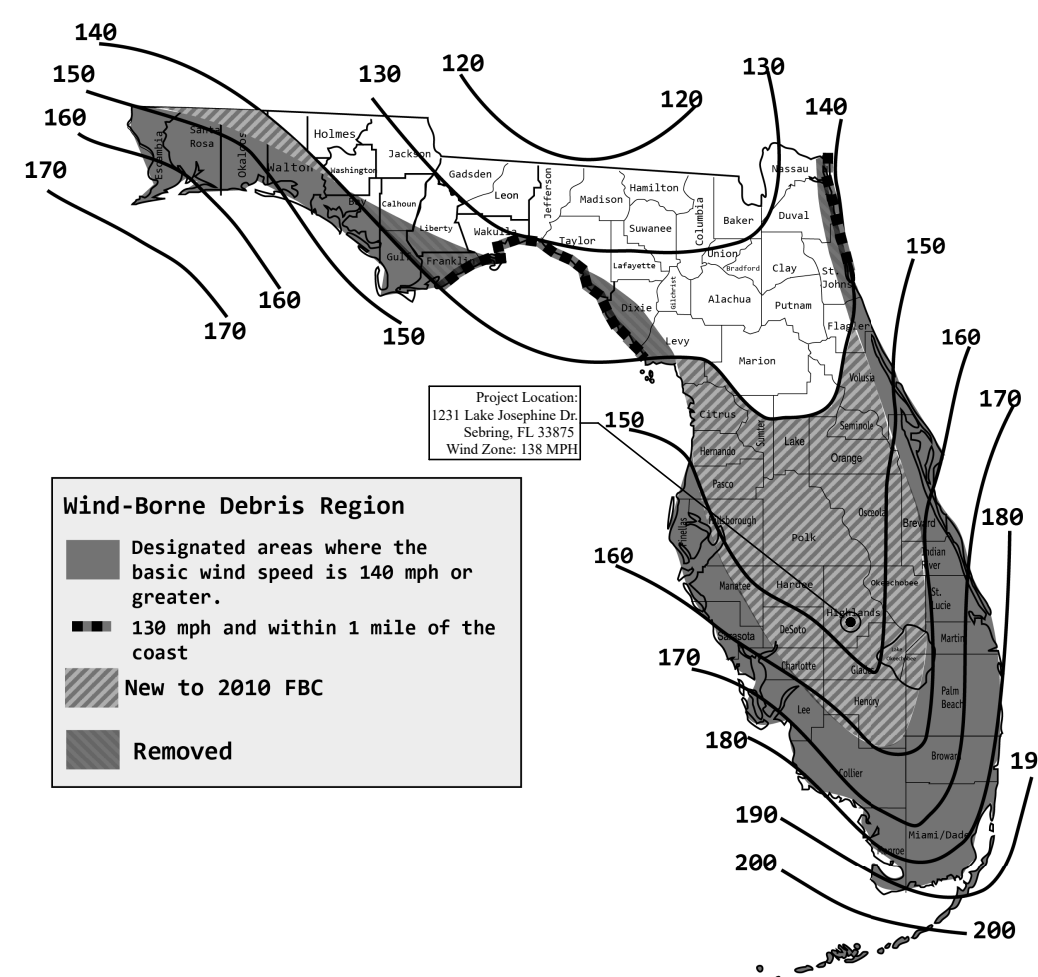 140
150
160
170
130
120
120
130
140
Escambia
Santa
Rosa
Okaloos
Walton
Holmes
Washington
Jackson
Bay
Calhoun
Liberty
Gulf
Franklin
Gadsden
Leon
Wakulla
Jefferson
Madison
Taylor
Hamilton
Suwanee
Lafayette
Columbia
Baker
Union
Bradford
Gilchrist
Dixie
Levy
Alachua
Nassau
Duval
Clay
St.
Johns
Putnam
Flagler
Marion
Volusia
150
160
170
180
160
170
150
Project Location:
1231 Lake Josephine Dr.
Sebring, FL 33875
Wind Zone: 138 MPH
150
Citrus
Sumter
Lake
Seminole
Hernando
Orange
Pasco
Pinellas
Hillsborough
Polk
Osceola
Brevard
Indian
River
160
Manatee
Hardee
Okeechobee
Highlands
St.
Lucie
Sarasota
DeSoto
Martin
170
Charlotte
Glades
Lake
Okeechobee
Lee
Hendry
Palm
Beach
180
Collier
Broward
19
190
Miami/Dade
Monroe
200
200
Wind-Borne Debris Region
Designated areas where the
basic wind speed is 140 mph or
greater.
130 mph and within 1 mile of the
coast
New to 2010 FBC
Removed